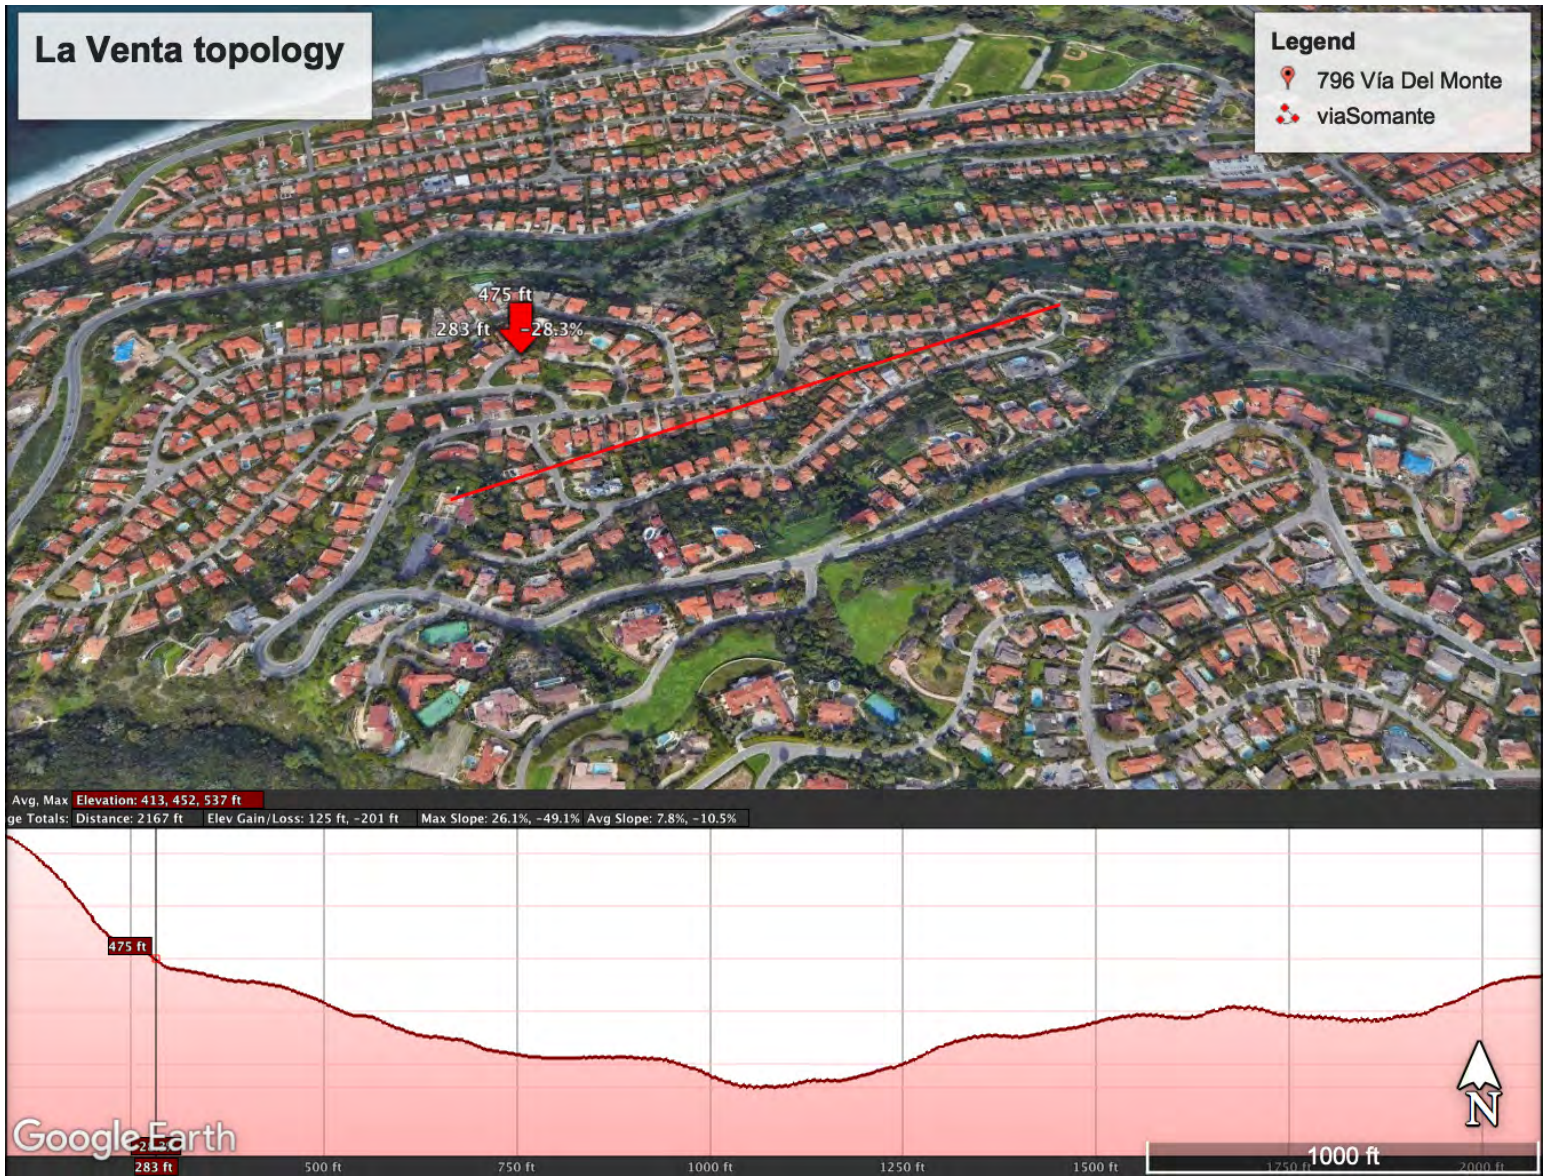 La Venta topology
Legend
796 Vía Del Monte
viaSomante
475 ft
283 ft
-28.3%
Avg, Max Elevation: 413, 452, 537 ft
ge Totals: Distance: 2167 ft Elev Gain/Loss: 125 ft, -201 ft Max Slope: 26.1%, -49.1% Avg Slope: 7.8%, -10.5%
475 ft
Google Earth
N
283 ft
500 ft
750 ft
1000 ft
1250 ft
1500 ft
1000 ft
1750 ft
2000 ft